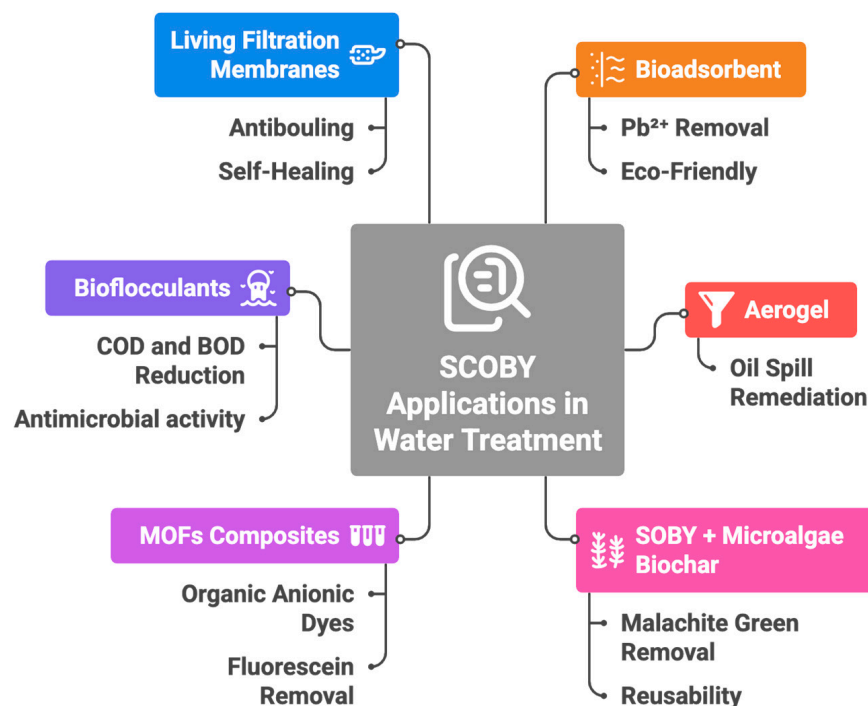 Living Filtration
Membranes
Antibouling
Self-Healing
Bioadsorbent
Pb²⁺ Removal
Eco-Friendly
Bioflocculants
COD and BOD
Reduction
Antimicrobial activity
SCOBY
Applications in
Water Treatment
Aerogel
Oil Spill
Remediation
MOFs Composites
Organic Anionic
Dyes
Fluorescein
Removal
SOBY + Microalgae
Biochar
Malachite Green
Removal
Reusability